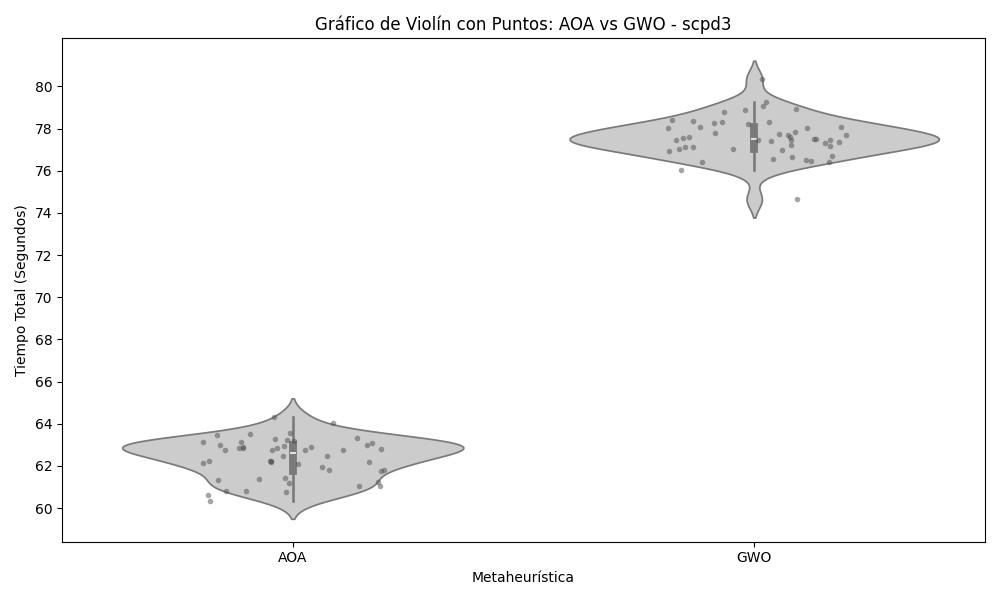 Gráfico de Violín con Puntos: AOA vs GWO - scpd3
Tiempo Total (Segundos)
80
78
76
74
72
70
68
66
64
62
60
AOA
GWO
Metaheurística